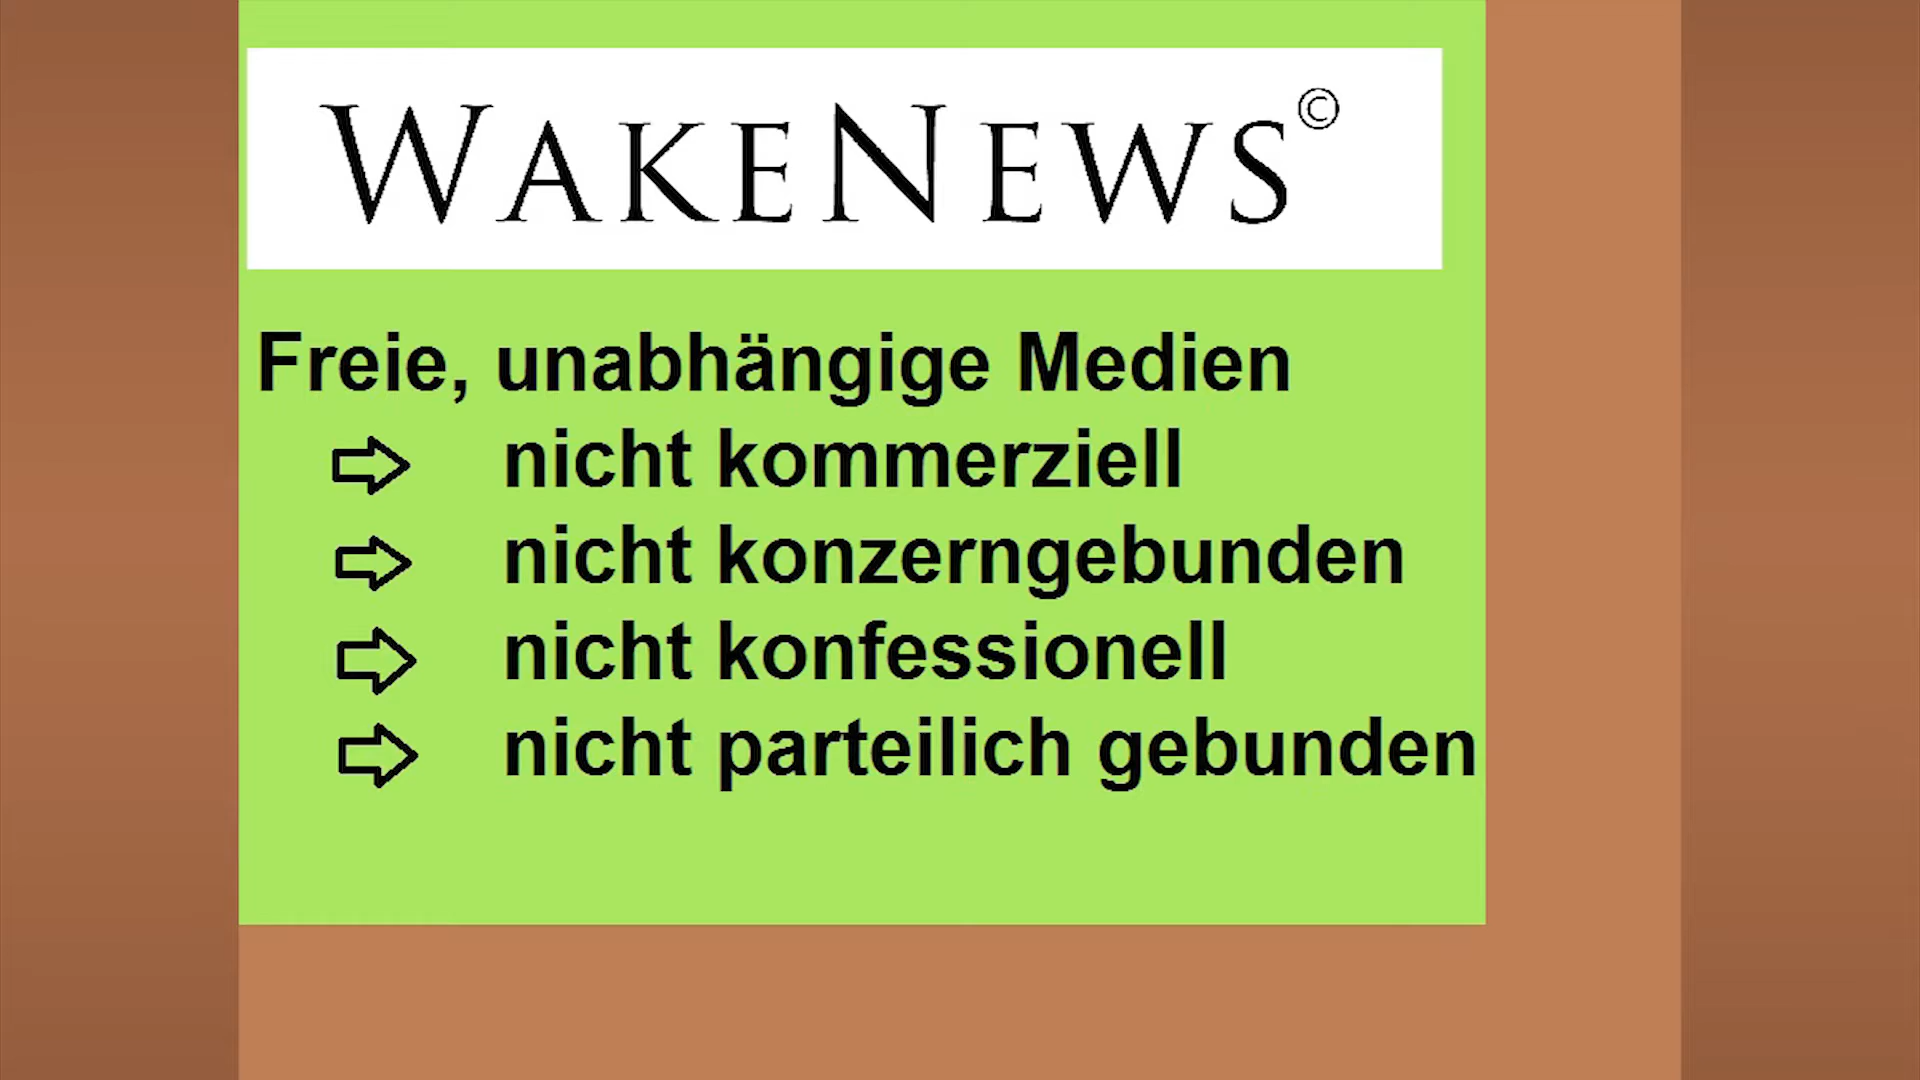 WAKENEWS©
Freie, unabhängige Medien
⇨ nicht kommerziell
⇨ nicht konzerngebunden
⇨ nicht konfessionell
⇨ nicht parteilich gebunden